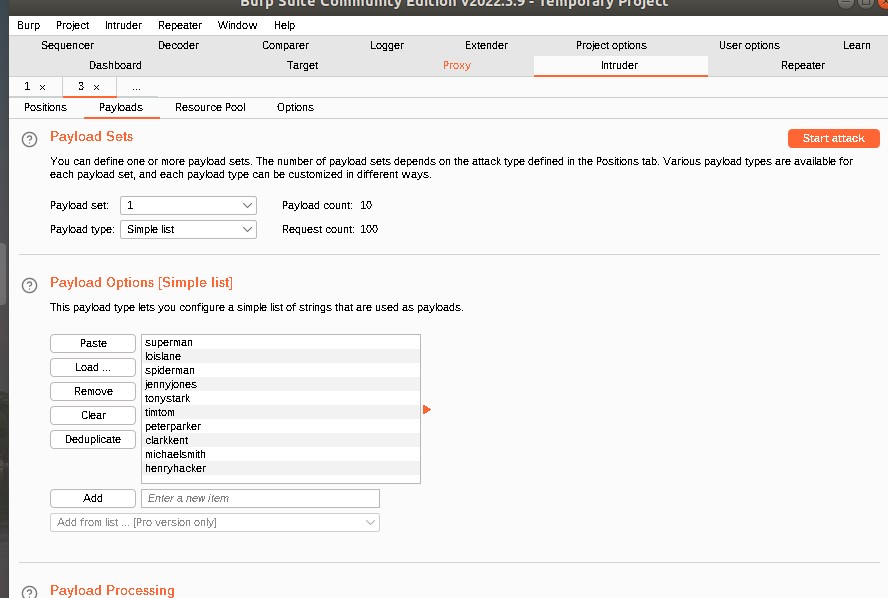 Burp Suite Community Edition v2022.3.9 - Temporary Project
Burp Project Intruder Repeater Window Help
Sequencer Decoder Comparer Logger Extender Project options User options Learn
Dashboard Target Proxy Intruder Repeater
1 × 3 × ...
Positions Payloads Resource Pool Options
? Payload Sets Start attack
You can define one or more payload sets. The number of payload sets depends on the attack type defined in the Positions tab. Various payload types are available for
each payload set, and each payload type can be customized in different ways.
Payload set: 1 Payload count: 10
Payload type: Simple list Request count: 100
? Payload Options [Simple list]
This payload type lets you configure a simple list of strings that are used as payloads.
Paste
Load ...
Remove
Clear
Deduplicate
superman
loislane
spiderman
jennyjones
tonystark
timtom
peterparker
clarkkent
michaelsmith
henryhacker
Add Enter a new item
Add from list ... [Pro version only]
? Payload Processing